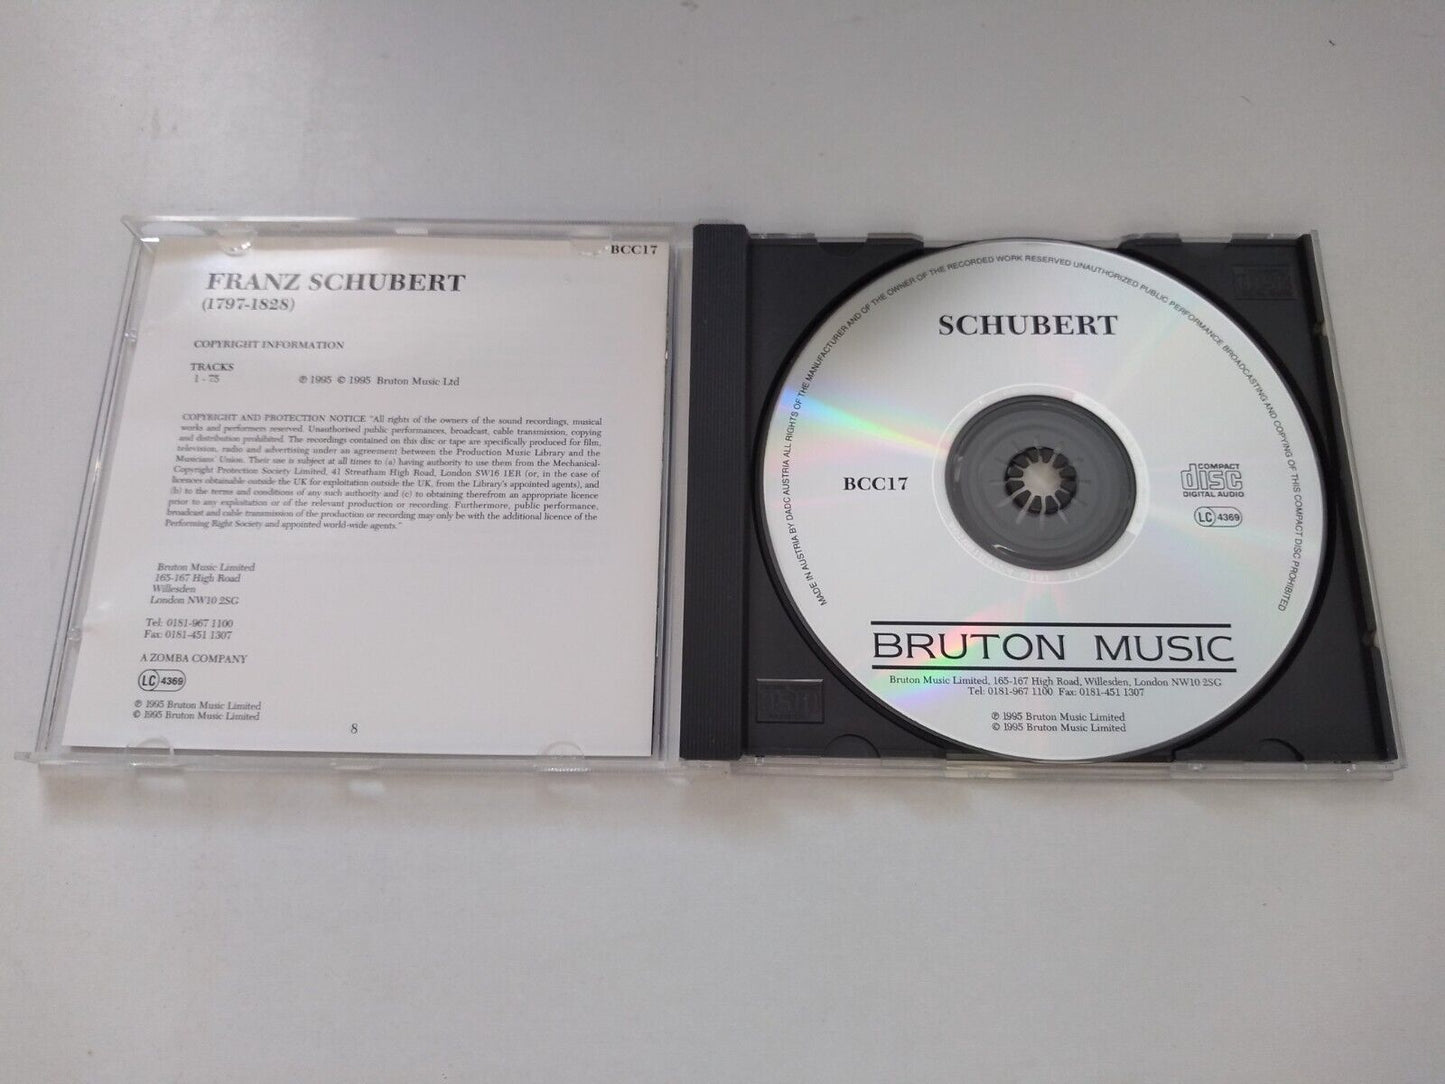 BCC17
FRANZ SCHUBERT
(1797-1828)
COPYRIGHT INFORMATION
TRACKS
1 - 75 ℗ 1995 © 1995 Bruton Music Ltd
COPYRIGHT AND PROTECTION NOTICE "All rights of the owners of the sound recordings, musical
works and performers reserved. Unauthorised public performances, broadcast, cable transmission, copying
and distribution prohibited. The recordings contained on this disc or tape are specifically produced for film,
television, radio and advertising under an agreement between the Production Music Library and the
Musicians' Union. Their use is subject at all times to (a) having authority to use them from the Mechanical-
Copyright Protection Society Limited, 41 Streatham High Road, London SW16 1ER (or, in the case of
licences obtainable outside the UK for exploitation outside the UK, from the Library's appointed agents), and
(b) to the terms and conditions of any such authority and (c) to obtaining therefrom an appropriate licence
prior to any exploitation or of the relevant production or recording. Furthermore, public performance,
broadcast and cable transmission of the production or recording may only be with the additional licence of the
Performing Right Society and appointed world-wide agents."
Bruton Music Limited
165-167 High Road
Willesden
London NW10 2SG
Tel: 0181-967 1100
Fax: 0181-451 1307
A ZOMBA COMPANY
LC 4369
℗ 1995 Bruton Music Limited
© 1995 Bruton Music Limited
8
MADE IN AUSTRIA BY DADC AUSTRIA ALL RIGHTS OF THE MANUFACTURER AND OF THE OWNER OF THE RECORDED WORK RESERVED UNAUTHORIZED PUBLIC PERFORMANCE BROADCASTING AND COPYING OF THIS COMPACT DISC PROHIBITED
SCHUBERT
BCC17
COMPACT
disc
DIGITAL AUDIO
LC 4369
BRUTON MUSIC
Bruton Music Limited, 165-167 High Road, Willesden, London NW10 2SG
Tel: 0181-967 1100 Fax: 0181-451 1307
℗ 1995 Bruton Music Limited
© 1995 Bruton Music Limited